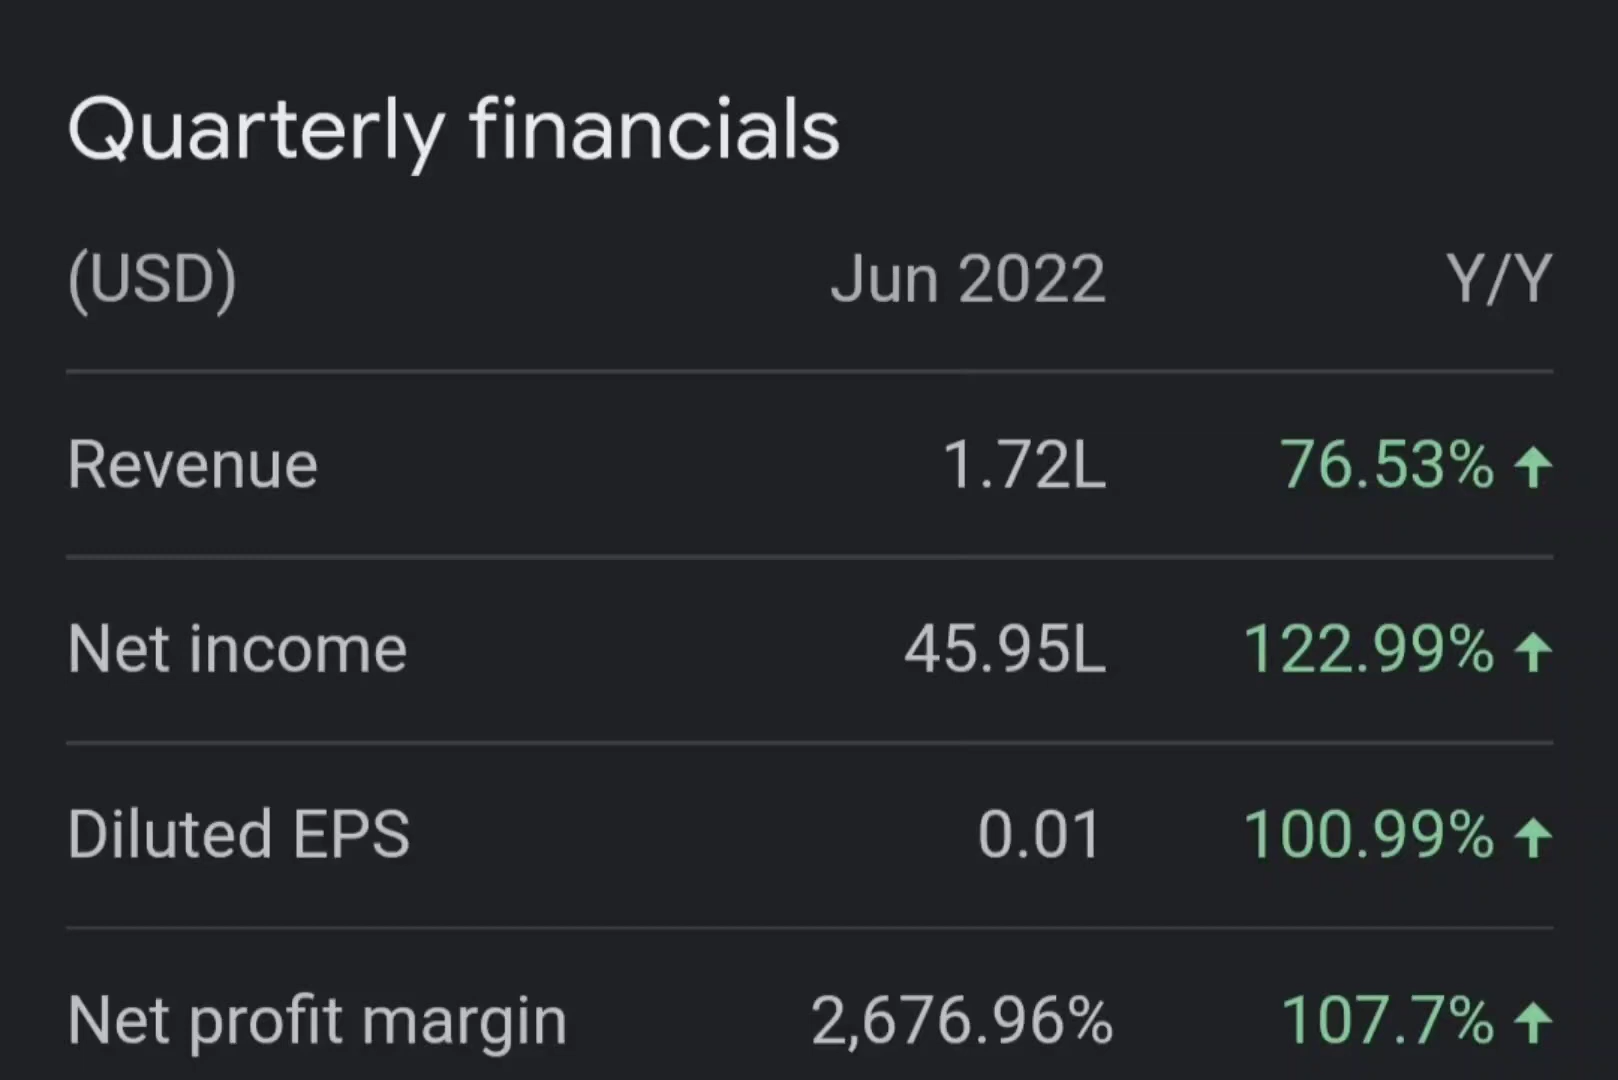 Quarterly financials
(USD) Jun 2022 Y/Y
Revenue 1.72L 76.53% ↑
Net income 45.95L 122.99% ↑
Diluted EPS 0.01 100.99% ↑
Net profit margin 2,676.96% 107.7% ↑